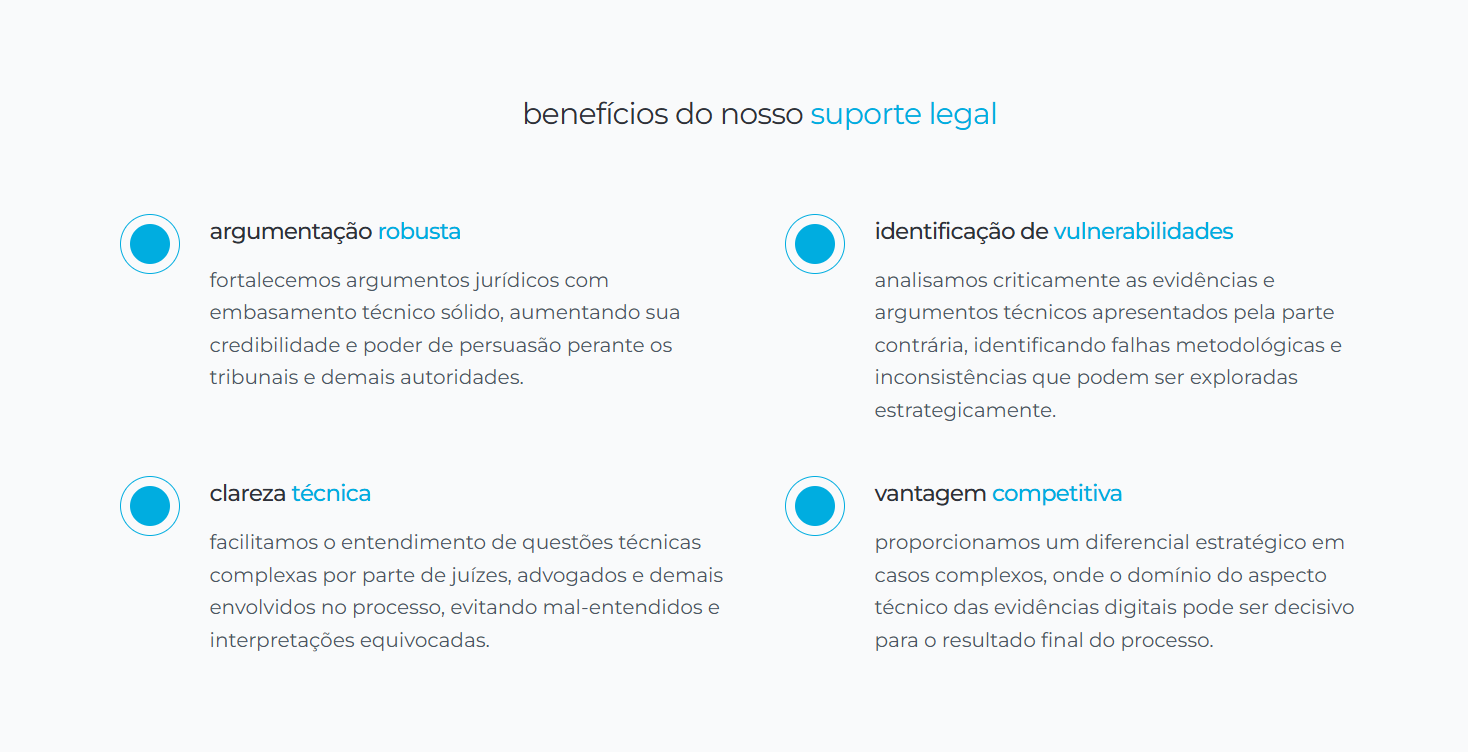 benefícios do nosso suporte legal
argumentação robusta
fortalecemos argumentos jurídicos com
embasamento técnico sólido, aumentando sua
credibilidade e poder de persuasão perante os
tribunais e demais autoridades.
identificação de vulnerabilidades
analisamos criticamente as evidências e
argumentos técnicos apresentados pela parte
contrária, identificando falhas metodológicas e
inconsistências que podem ser exploradas
estrategicamente.
clareza técnica
facilitamos o entendimento de questões técnicas
complexas por parte de juízes, advogados e demais
envolvidos no processo, evitando mal-entendidos e
interpretações equivocadas.
vantagem competitiva
proporcionamos um diferencial estratégico em
casos complexos, onde o domínio do aspecto
técnico das evidências digitais pode ser decisivo
para o resultado final do processo.